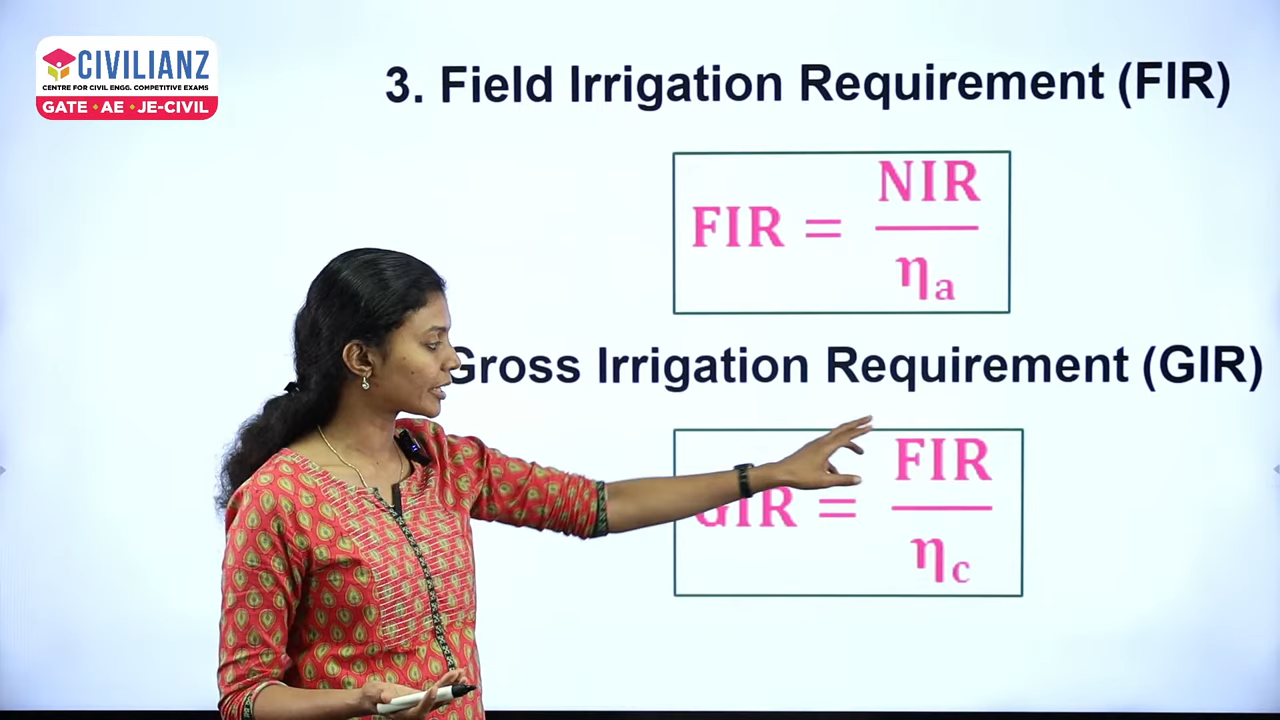 CIVILIANZ
CENTRE FOR CIVIL ENGG. COMPETITIVE EXAMS
GATE • AE • JE-CIVIL
3. Field Irrigation Requirement (FIR)
FIR = NIR / ηa
Gross Irrigation Requirement (GIR)
GIR = FIR / ηc